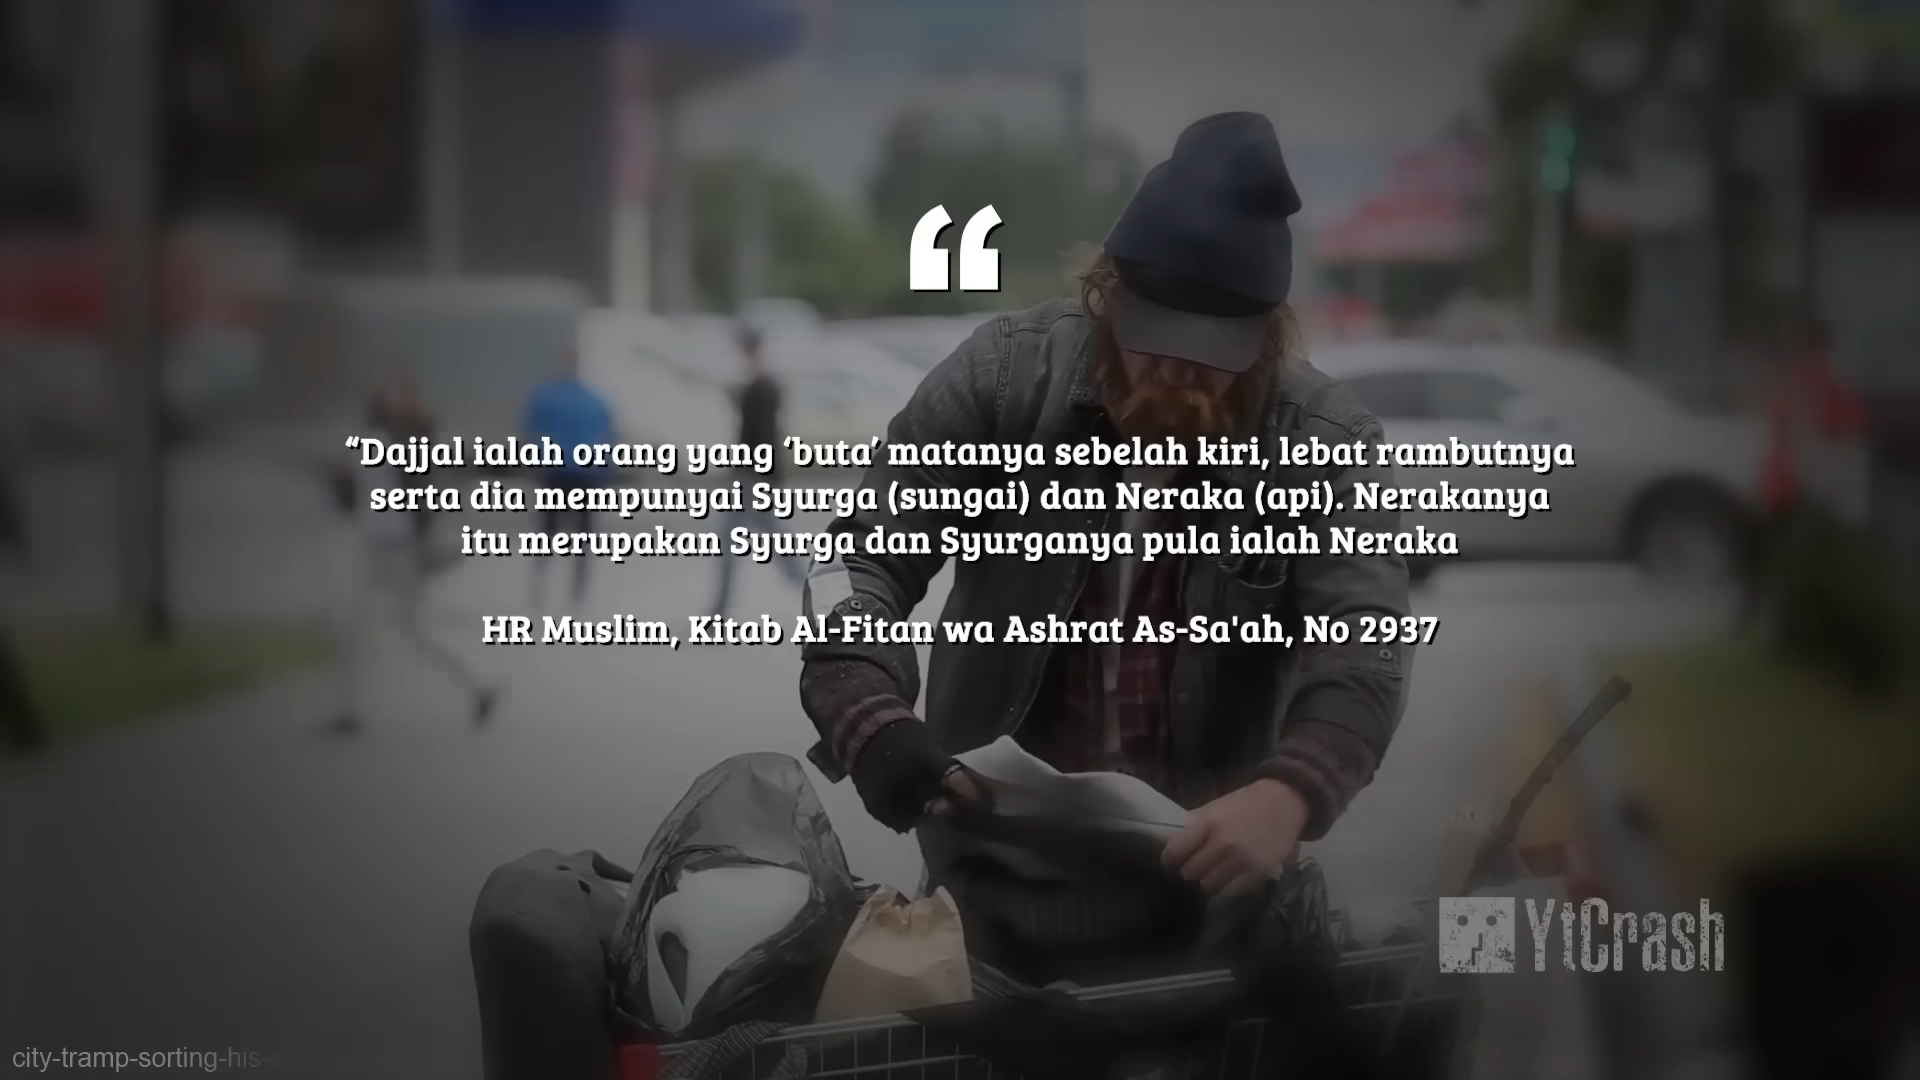 “
“Dajjal ialah orang yang ‘buta’ matanya sebelah kiri, lebat rambutnya
serta dia mempunyai Syurga (sungai) dan Neraka (api). Nerakanya
itu merupakan Syurga dan Syurganya pula ialah Neraka
HR Muslim, Kitab Al-Fitan wa Ashrat As-Sa'ah, No 2937
YtCrash
city-tramp-sorting-his-